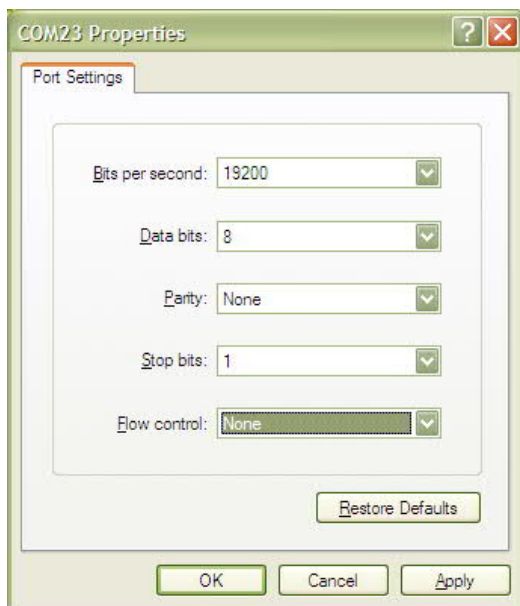 COM23 Properties
Port Settings
Bits per second: 19200
Data bits: 8
Parity: None
Stop bits: 1
Flow control: None
Restore Defaults
OK Cancel Apply